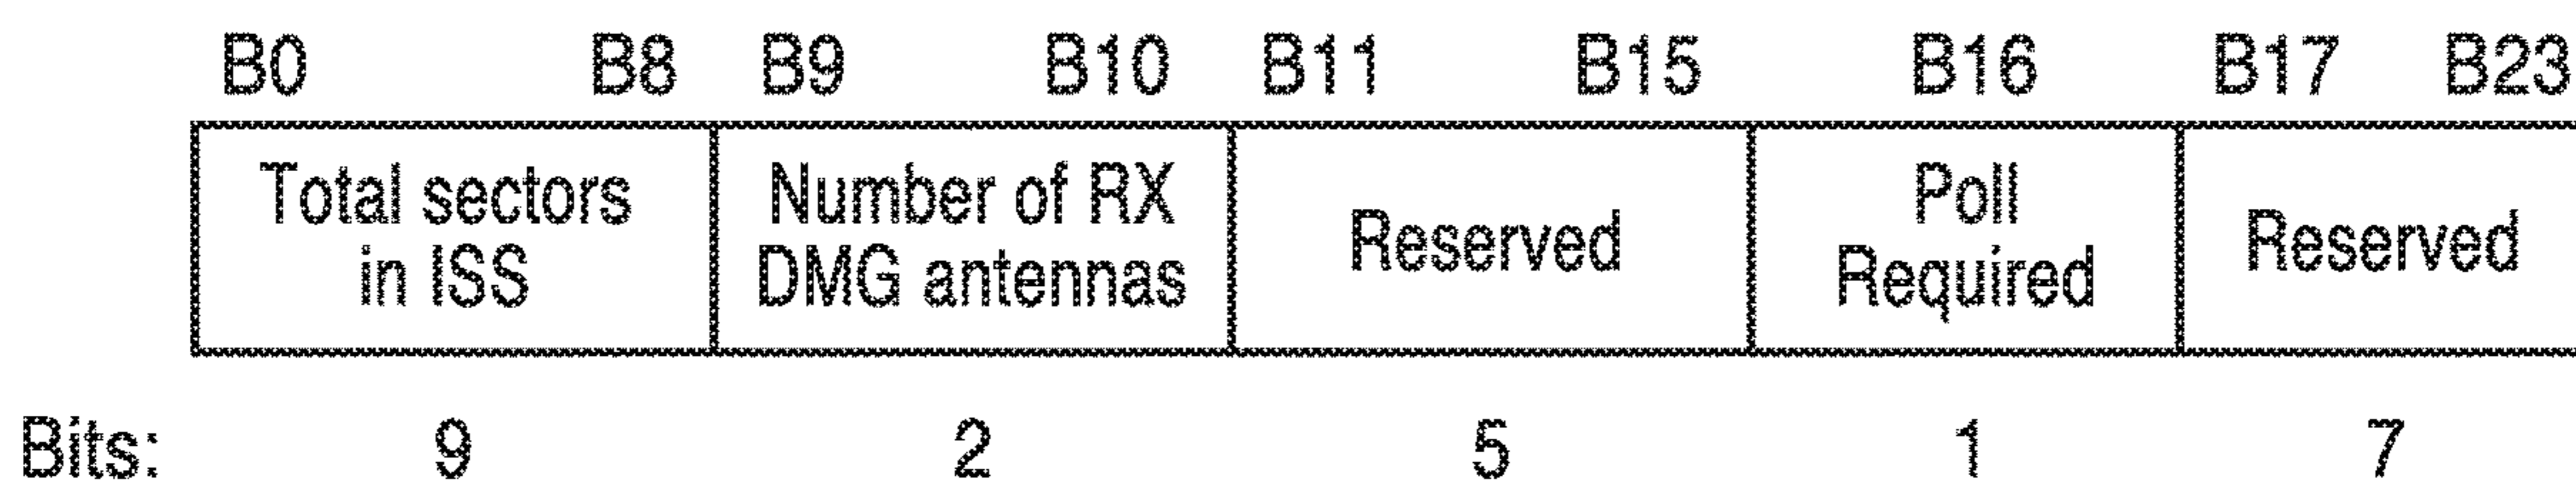 B0 B8 B9 B10 B11 B15 B16 B17 B23
Total sectors
in ISS
Number of RX
DMG antennas
Reserved
Poll
Required
Reserved
Bits: 9 2 5 1 7